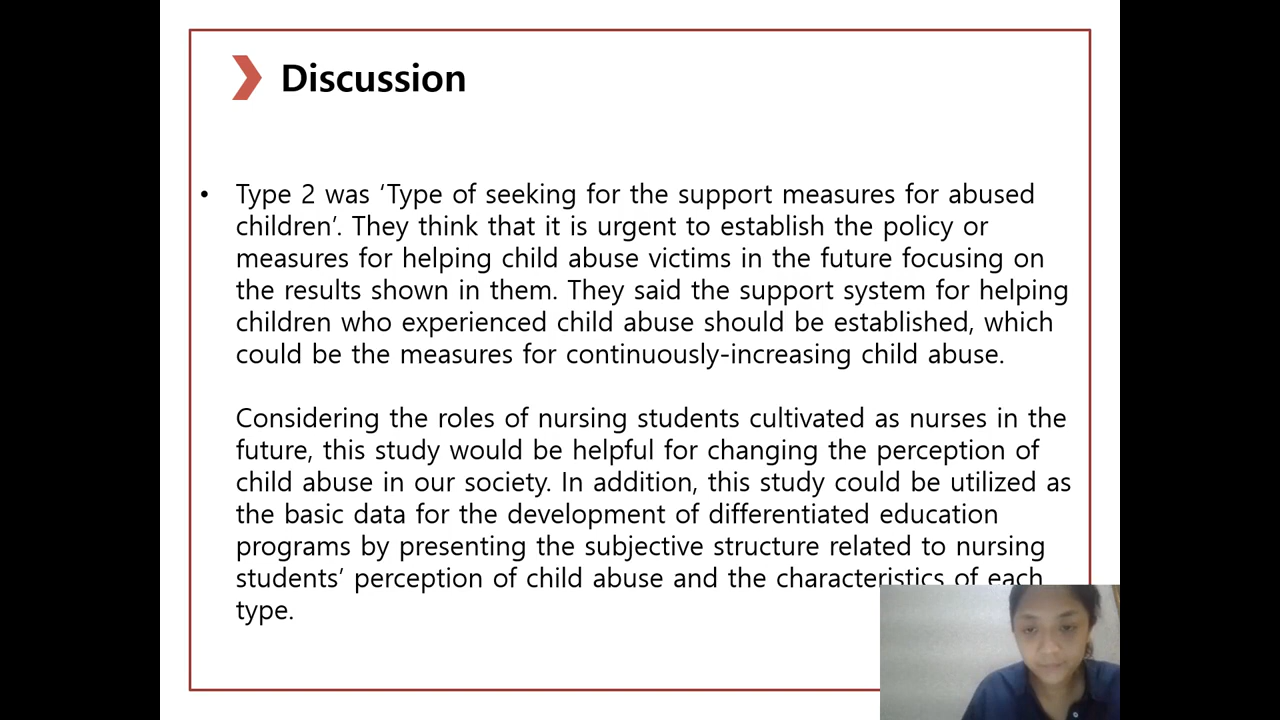 Discussion
• Type 2 was ‘Type of seeking for the support measures for abused
children’. They think that it is urgent to establish the policy or
measures for helping child abuse victims in the future focusing on
the results shown in them. They said the support system for helping
children who experienced child abuse should be established, which
could be the measures for continuously-increasing child abuse.
Considering the roles of nursing students cultivated as nurses in the
future, this study would be helpful for changing the perception of
child abuse in our society. In addition, this study could be utilized as
the basic data for the development of differentiated education
programs by presenting the subjective structure related to nursing
students’ perception of child abuse and the characteristics of each
type.